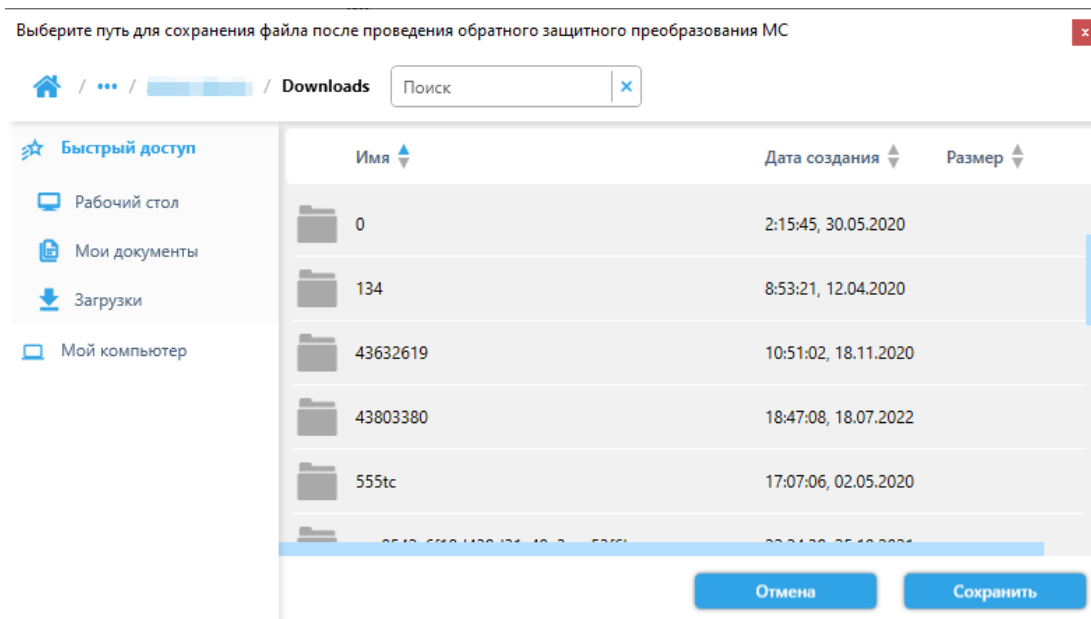 Выберите путь для сохранения файла после проведения обратного защитного преобразования МС
x
/ ••• / / Downloads Поиск ×
Быстрый доступ
Имя Дата создания Размер
Рабочий стол
0 2:15:45, 30.05.2020
Мои документы
134 8:53:21, 12.04.2020
Загрузки
Мой компьютер
43632619 10:51:02, 18.11.2020
43803380 18:47:08, 18.07.2022
555tc 17:07:06, 02.05.2020
Отмена Сохранить